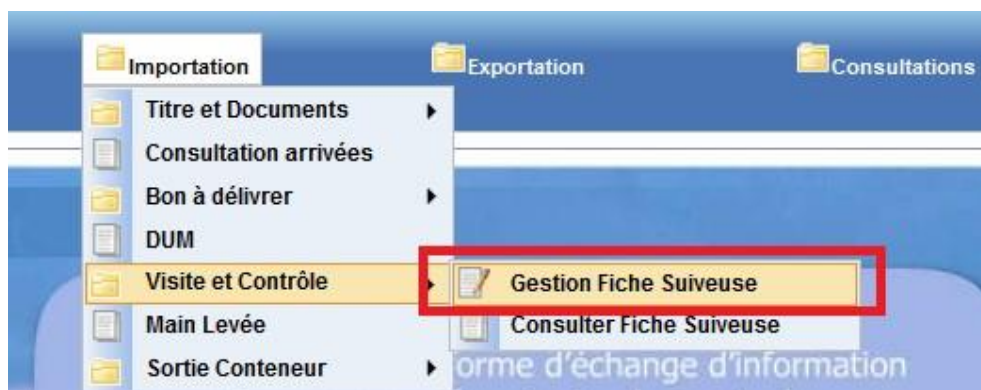 Importation
Exportation
Consultations
Titre et Documents
Consultation arrivées
Bon à délivrer
DUM
Visite et Contrôle
Gestion Fiche Suiveuse
Main Levée
Consulter Fiche Suiveuse
Sortie Conteneur
orme d'échange d'information